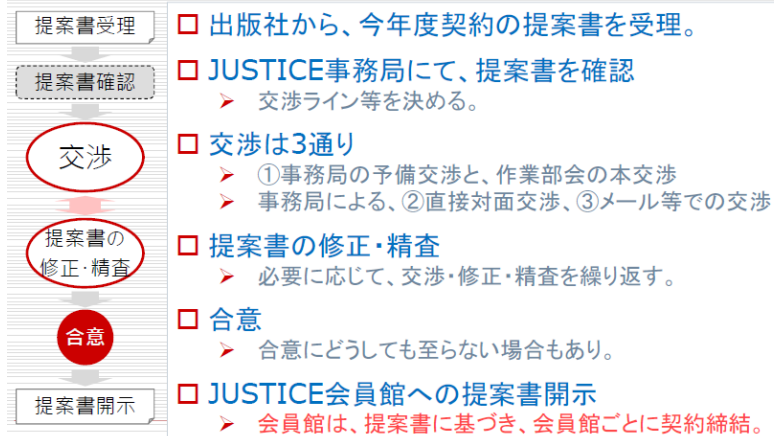 提案書受理
出版社から、今年度契約の提案書を受理。
提案書確認
JUSTICE事務局にて、提案書を確認
交渉ライン等を決める。
交渉
交渉は3通り
①事務局の予備交渉と、作業部会の本交渉
事務局による、②直接対面交渉、③メール等での交渉
提案書の
修正・精査
提案書の修正・精査
必要に応じて、交渉・修正・精査を繰り返す。
合意
合意
合意にどうしても至らない場合もあり。
提案書開示
JUSTICE会員館への提案書開示
会員館は、提案書に基づき、会員館ごとに契約締結。